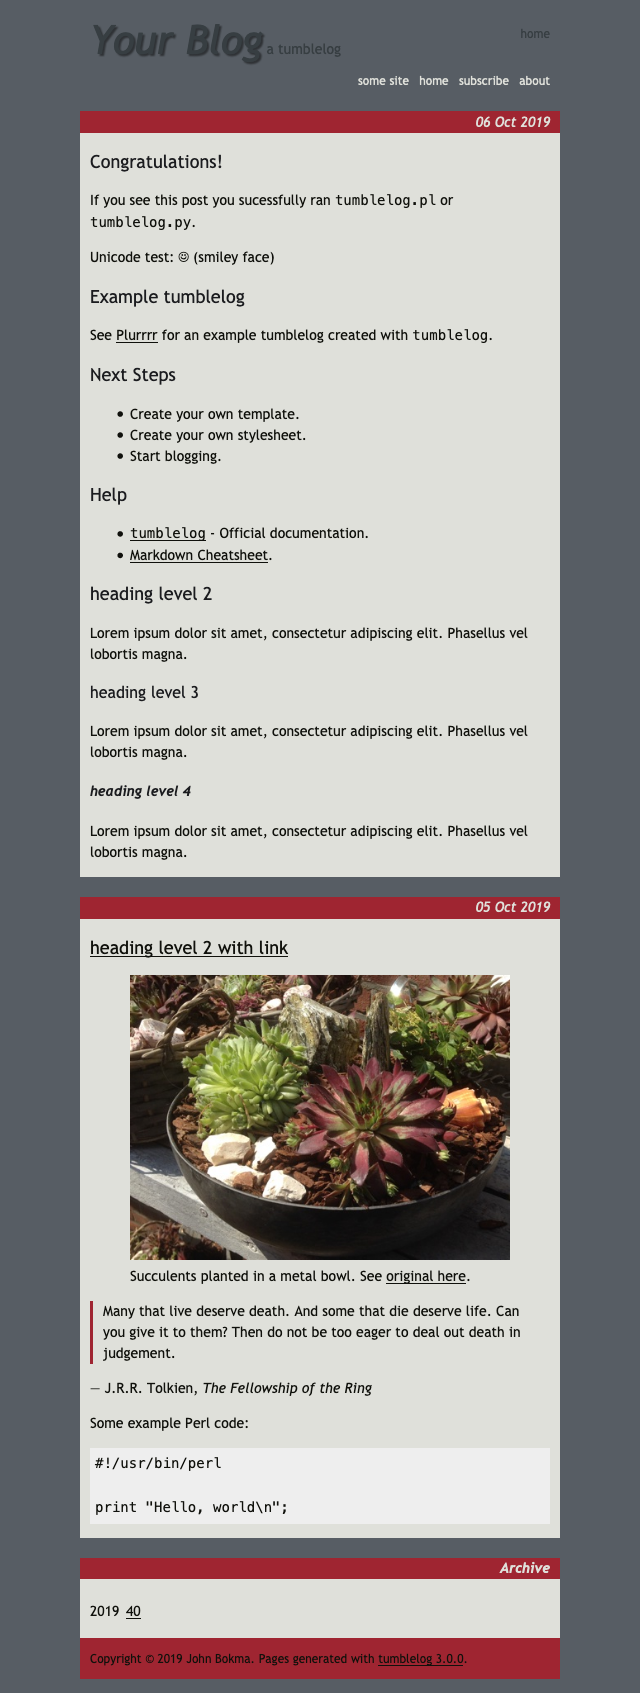 Your Blog a tumblelog
home
some site home subscribe about
06 Oct 2019
Congratulations!
If you see this post you sucessfully ran tumblelog.pl or
tumblelog.py.
Unicode test: ☺ (smiley face)
Example tumblelog
See Plurrrr for an example tumblelog created with tumblelog.
Next Steps
• Create your own template.
• Create your own stylesheet.
• Start blogging.
Help
• tumblelog - Official documentation.
• Markdown Cheatsheet.
heading level 2
Lorem ipsum dolor sit amet, consectetur adipiscing elit. Phasellus vel
lobortis magna.
heading level 3
Lorem ipsum dolor sit amet, consectetur adipiscing elit. Phasellus vel
lobortis magna.
heading level 4
Lorem ipsum dolor sit amet, consectetur adipiscing elit. Phasellus vel
lobortis magna.
05 Oct 2019
heading level 2 with link
Succulents planted in a metal bowl. See original here.
Many that live deserve death. And some that die deserve life. Can
you give it to them? Then do not be too eager to deal out death in
judgement.
— J.R.R. Tolkien, The Fellowship of the Ring
Some example Perl code:
#!/usr/bin/perl
print "Hello, world\n";
Archive
2019 40
Copyright © 2019 John Bokma. Pages generated with tumblelog 3.0.0.